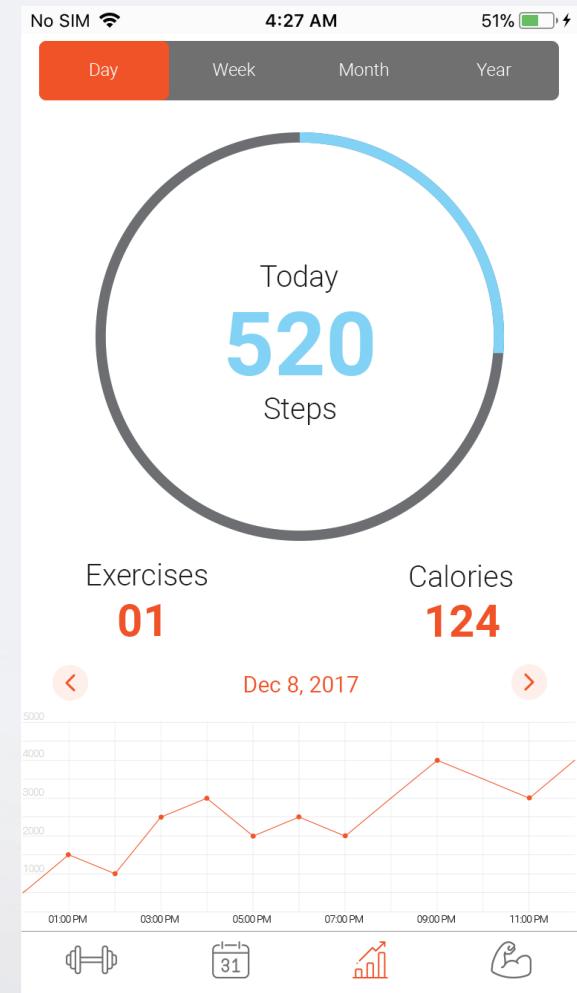 No SIM 4:27 AM 51%
Day Week Month Year
Today
520
Steps
Exercises Calories
01 124
Dec 8, 2017
5000
4000
3000
2000
1000
01:00 PM 03:00 PM 05:00 PM 07:00 PM 09:00 PM 11:00 PM
31